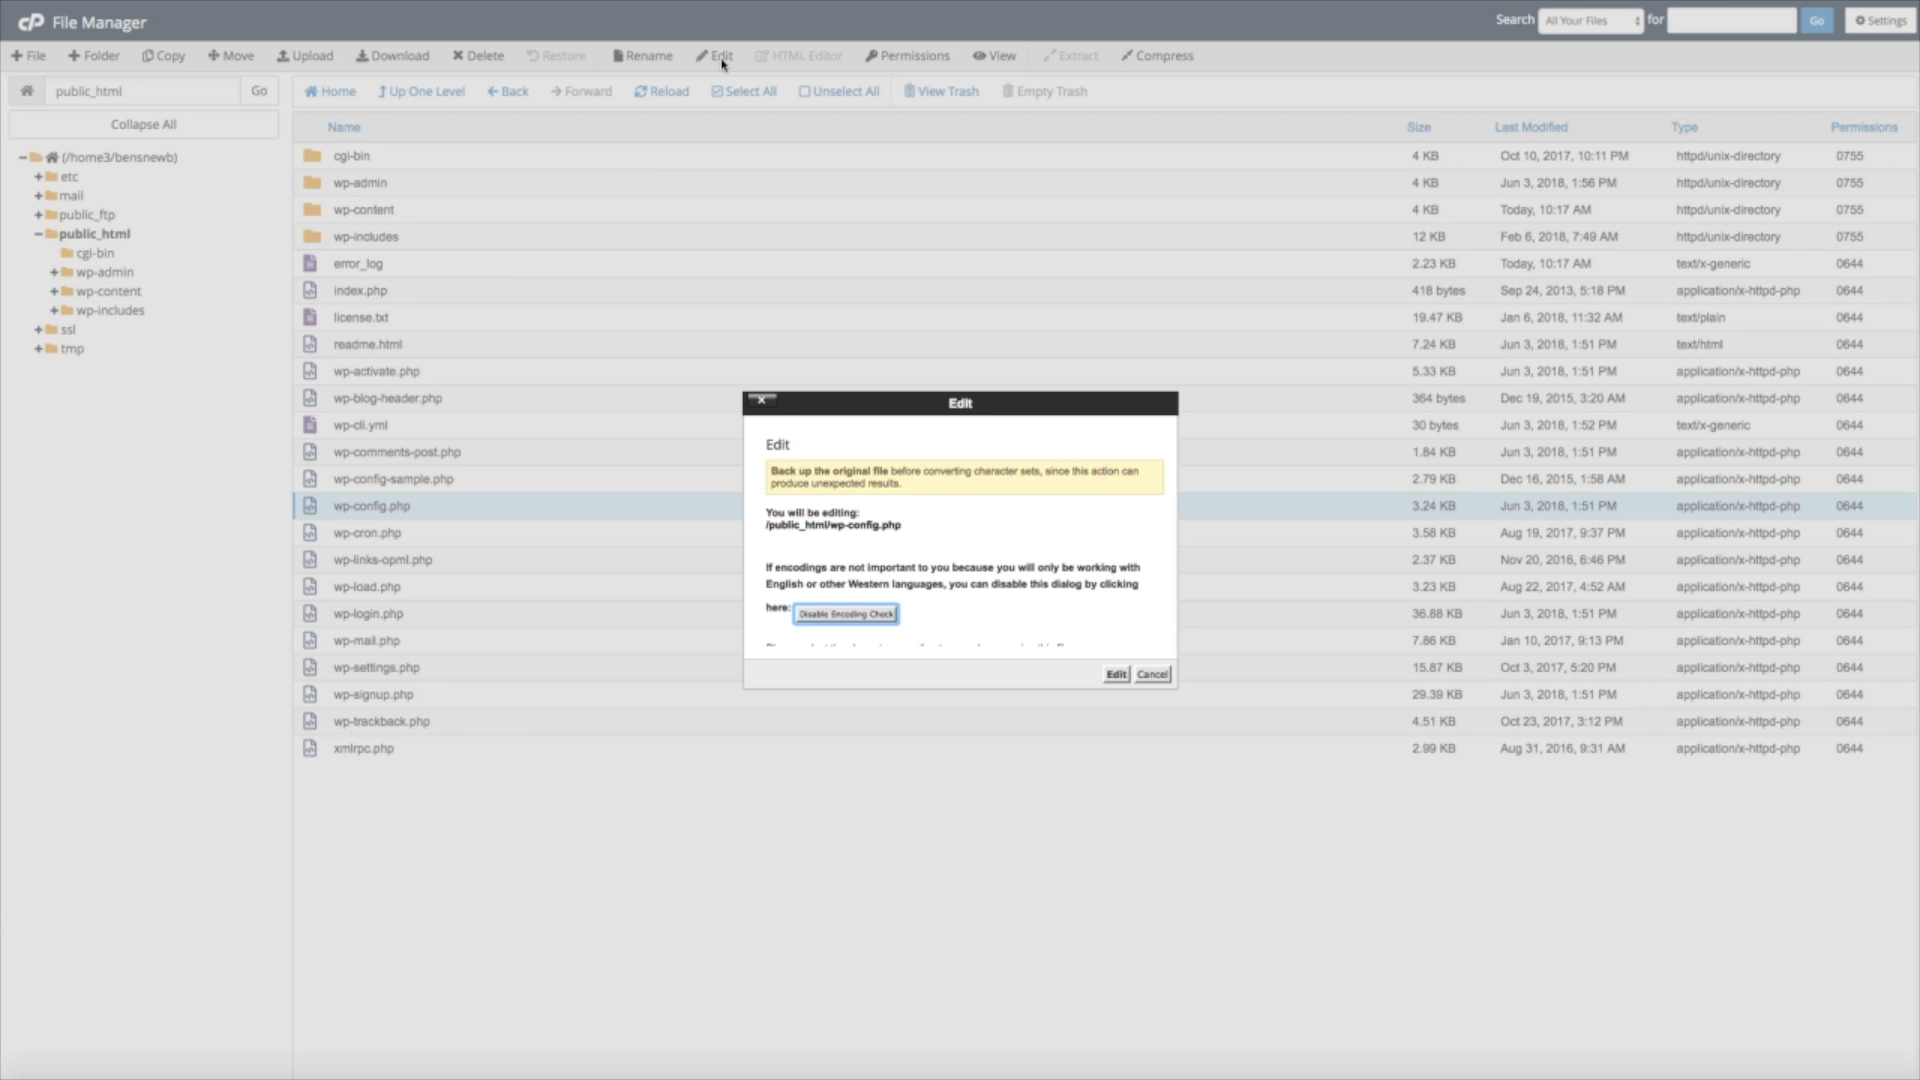 cP File Manager
Search All Your Files for Go Settings
File Folder Copy Move Upload Download Delete Restore Rename Edit HTML Editor Permissions View Extract Compress
public_html Go
Home Up One Level Back Forward Reload Select All Unselect All View Trash Empty Trash
Collapse All
(/home3/bensnewb)
etc
mail
public_ftp
public_html
cgi-bin
wp-admin
wp-content
wp-includes
ssl
tmp
Name Size Last Modified Type Permissions
cgi-bin 4 KB Oct 10, 2017, 10:11 PM httpd/unix-directory 0755
wp-admin 4 KB Jun 3, 2018, 1:56 PM httpd/unix-directory 0755
wp-content 4 KB Today, 10:17 AM httpd/unix-directory 0755
wp-includes 12 KB Feb 6, 2018, 7:49 AM httpd/unix-directory 0755
error_log 2.23 KB Today, 10:17 AM text/x-generic 0644
index.php 418 bytes Sep 24, 2013, 5:18 PM application/x-httpd-php 0644
license.txt 19.47 KB Jan 6, 2018, 11:32 AM text/plain 0644
readme.html 7.24 KB Jun 3, 2018, 1:51 PM text/html 0644
wp-activate.php 5.33 KB Jun 3, 2018, 1:51 PM application/x-httpd-php 0644
wp-blog-header.php 364 bytes Dec 19, 2015, 3:20 AM application/x-httpd-php 0644
wp-cli.yml 30 bytes Jun 3, 2018, 1:52 PM text/x-generic 0644
wp-comments-post.php 1.84 KB Jun 3, 2018, 1:51 PM application/x-httpd-php 0644
wp-config-sample.php 2.79 KB Dec 16, 2015, 1:58 AM application/x-httpd-php 0644
wp-config.php 3.24 KB Jun 3, 2018, 1:51 PM application/x-httpd-php 0644
wp-cron.php 3.58 KB Aug 19, 2017, 9:37 PM application/x-httpd-php 0644
wp-links-opml.php 2.37 KB Nov 20, 2016, 6:46 PM application/x-httpd-php 0644
wp-load.php 3.23 KB Aug 22, 2017, 4:52 AM application/x-httpd-php 0644
wp-login.php 36.88 KB Jun 3, 2018, 1:51 PM application/x-httpd-php 0644
wp-mail.php 7.86 KB Jan 10, 2017, 9:13 PM application/x-httpd-php 0644
wp-settings.php 15.87 KB Oct 3, 2017, 5:20 PM application/x-httpd-php 0644
wp-signup.php 29.39 KB Jun 3, 2018, 1:51 PM application/x-httpd-php 0644
wp-trackback.php 4.51 KB Oct 23, 2017, 3:12 PM application/x-httpd-php 0644
xmlrpc.php 2.99 KB Aug 31, 2016, 9:31 AM application/x-httpd-php 0644
Edit
Edit
Back up the original file before converting character sets, since this action can
produce unexpected results.
You will be editing:
/public_html/wp-config.php
If encodings are not important to you because you will only be working with
English or other Western languages, you can disable this dialog by clicking
here: Disable Encoding Check
Edit Cancel